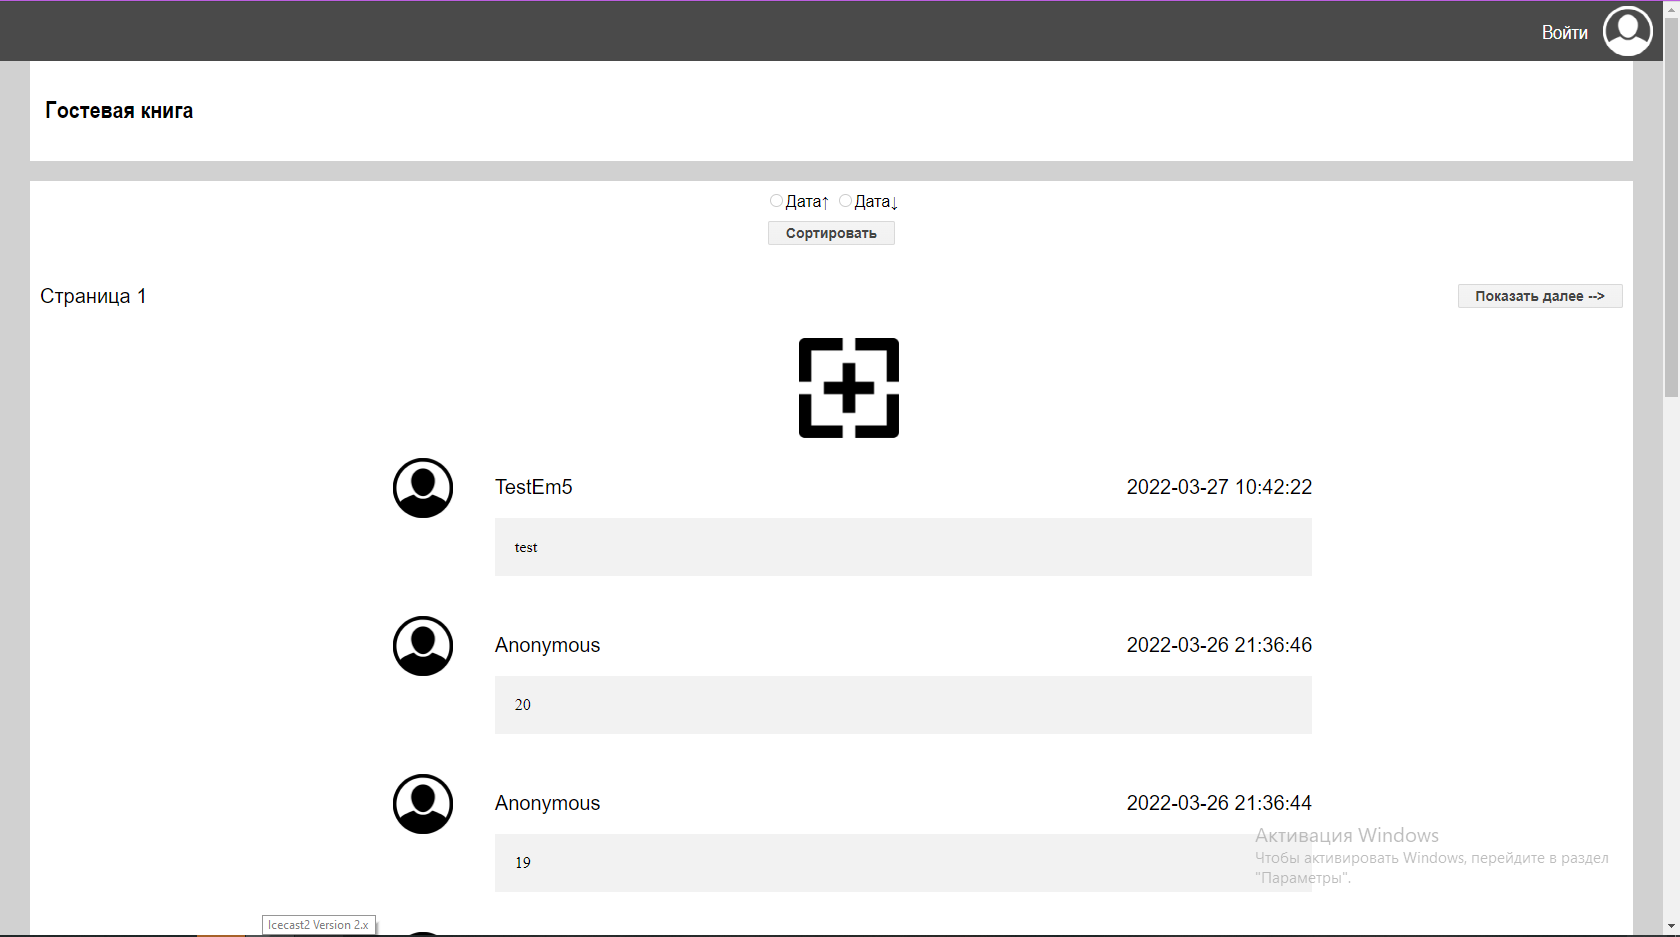 Войти
Гостевая книга
Дата↑ Дата↓
Сортировать
Страница 1
Показать далее -->
TestEm5 2022-03-27 10:42:22
test
Anonymous 2022-03-26 21:36:46
20
Anonymous 2022-03-26 21:36:44
19
Активация Windows
Чтобы активировать Windows, перейдите в раздел
"Параметры".
Icecast2 Version 2.x